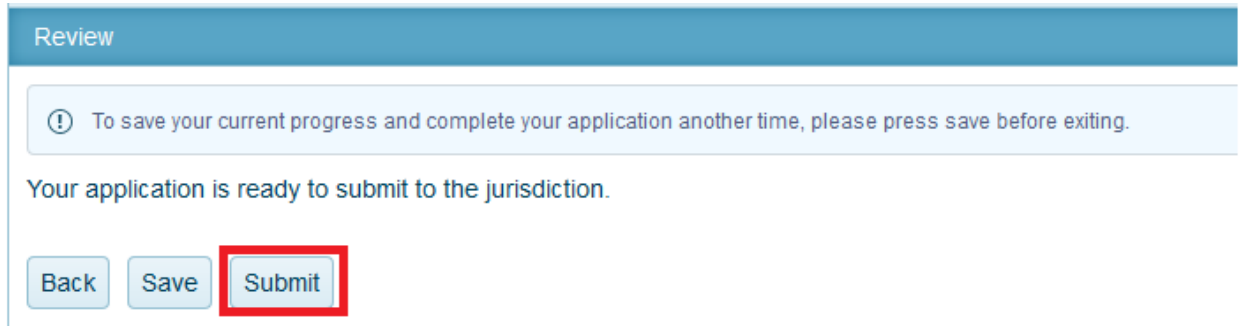 Review
To save your current progress and complete your application another time, please press save before exiting.
Your application is ready to submit to the jurisdiction.
Back Save Submit